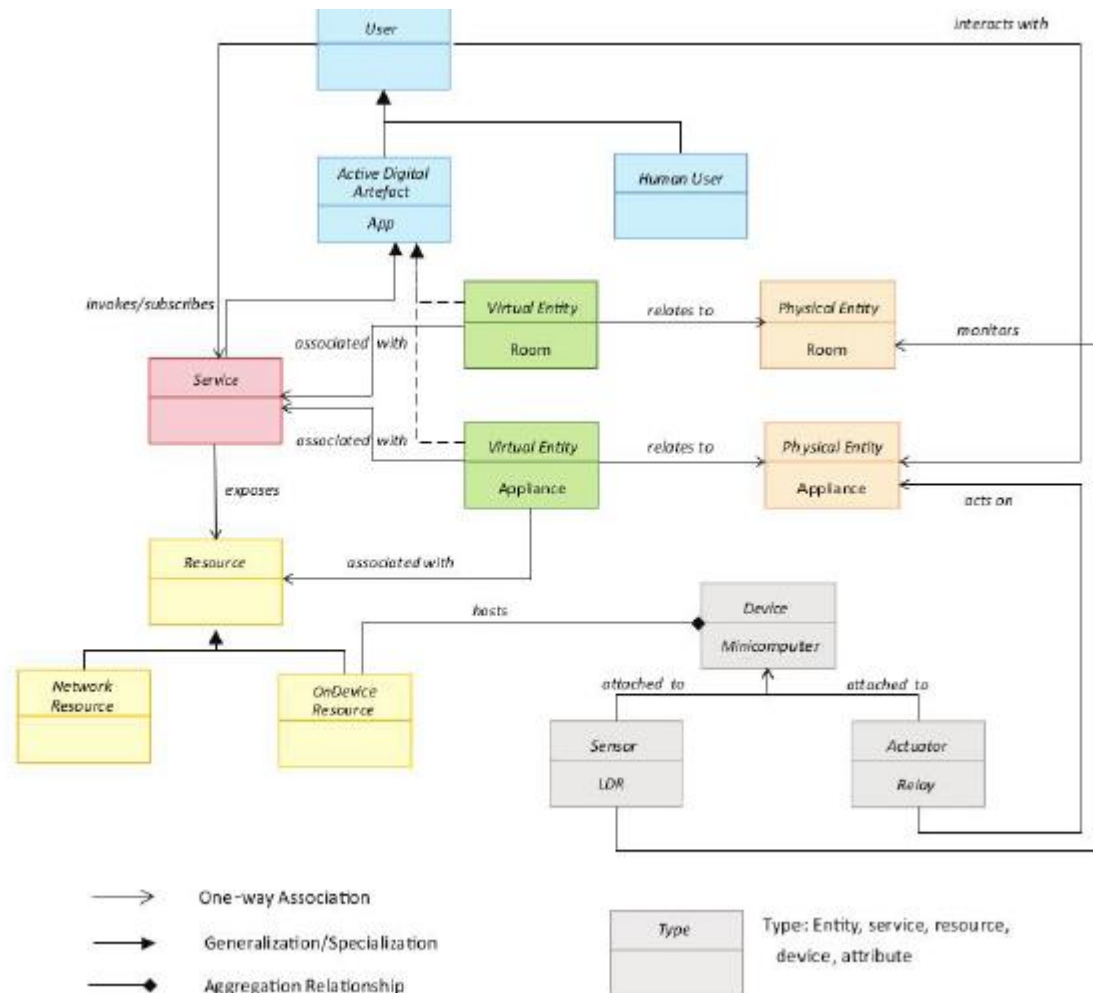 User
interacts with
Active Digital
Artefact
App
Human User
invokes/subscribes
Virtual Entity
Room
relates to
Physical Entity
Room
monitors
associated with
Service
associated with
Virtual Entity
Appliance
relates to
Physical Entity
Appliance
acts on
exposes
Resource
associated with
hosts
Device
Minicomputer
Network
Resource
OnDevice
Resource
attached to
attached to
Sensor
LDR
Actuator
Relay
One-way Association
Generalization/Specialization
Aggregation Relationship
Type
Type: Entity, service, resource,
device, attribute